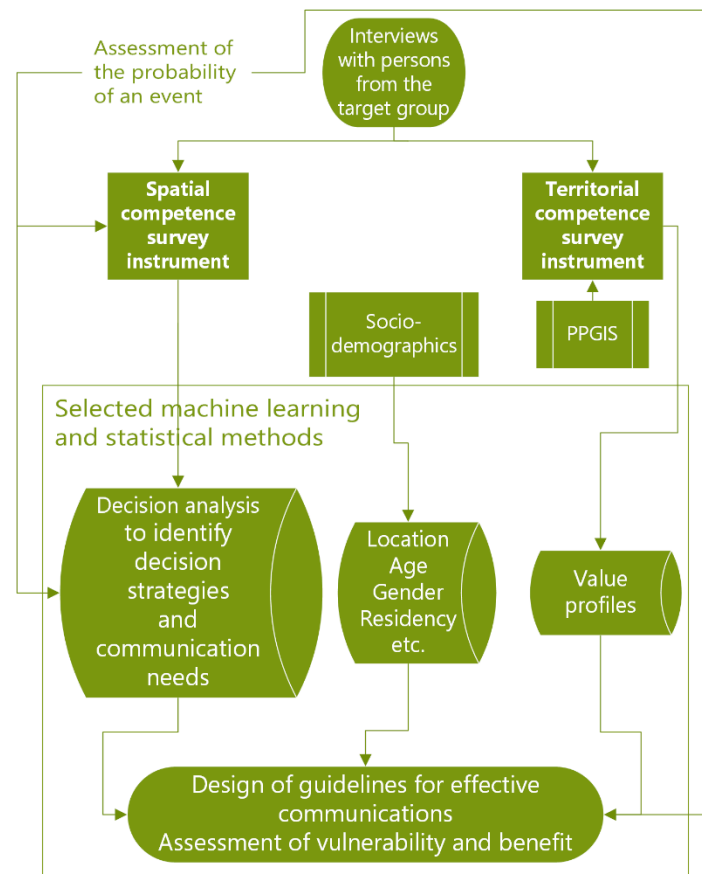 Assessment of
the probability
of an event
Interviews
with persons
from the
target group
Spatial
competence
survey
instrument
Territorial
competence
survey
instrument
Socio-
demographics
PPGIS
Selected machine learning
and statistical methods
Decision analysis
to identify
decision
strategies
and
communication
needs
Location
Age
Gender
Residency
etc.
Value
profiles
Design of guidelines for effective
communications
Assessment of vulnerability and benefit